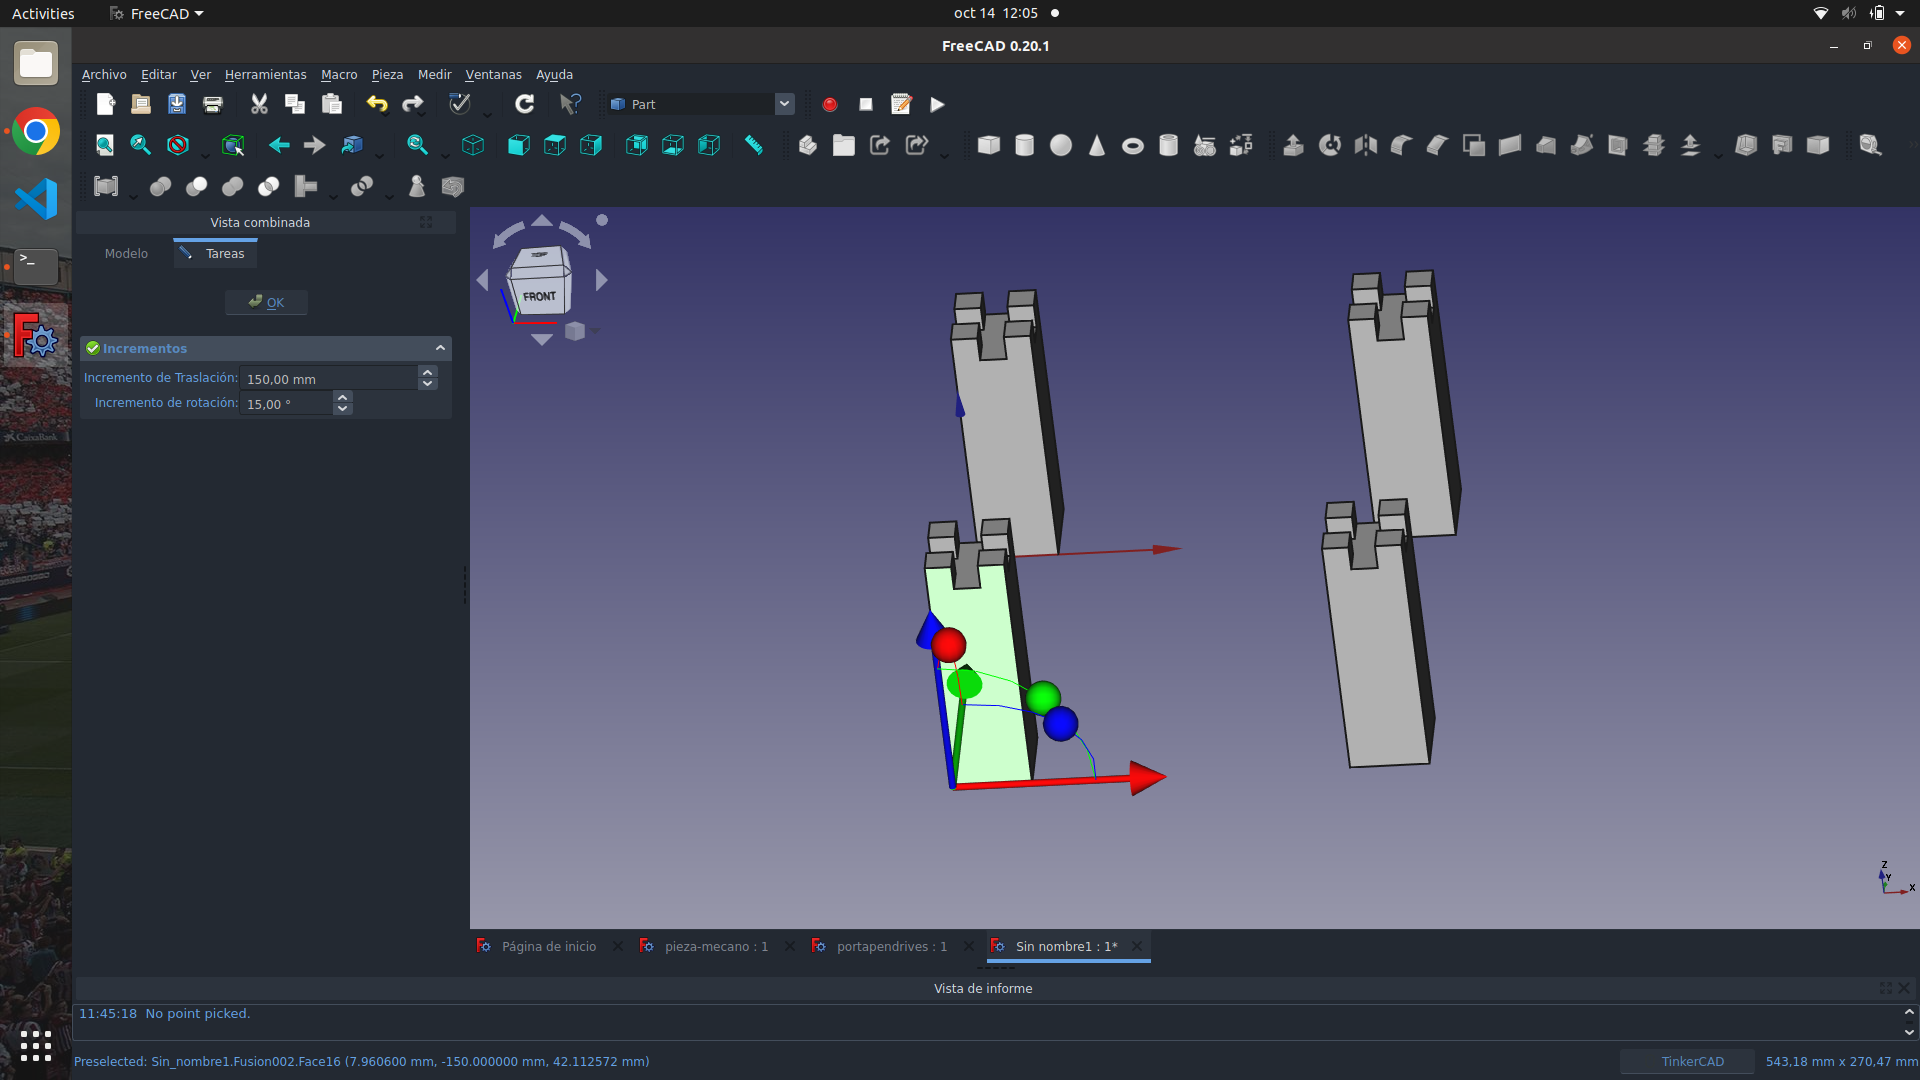 Activities FreeCAD oct 14 12:05
FreeCAD 0.20.1
Archivo Editar Ver Herramientas Macro Pieza Medir Ventanas Ayuda
Part
Vista combinada
Modelo Tareas
OK
Incrementos
Incremento de Traslación: 150,00 mm
Incremento de rotación: 15,00 °
FRONT
Z
Y
X
CaixaBank
Página de inicio pieza-mecano : 1 portapendrives : 1 Sin nombre1 : 1*
Vista de informe
11:45:18 No point picked.
Preselected: Sin_nombre1.Fusion002.Face16 (7.960600 mm, -150.000000 mm, 42.112572 mm) TinkerCAD 543,18 mm x 270,47 mm